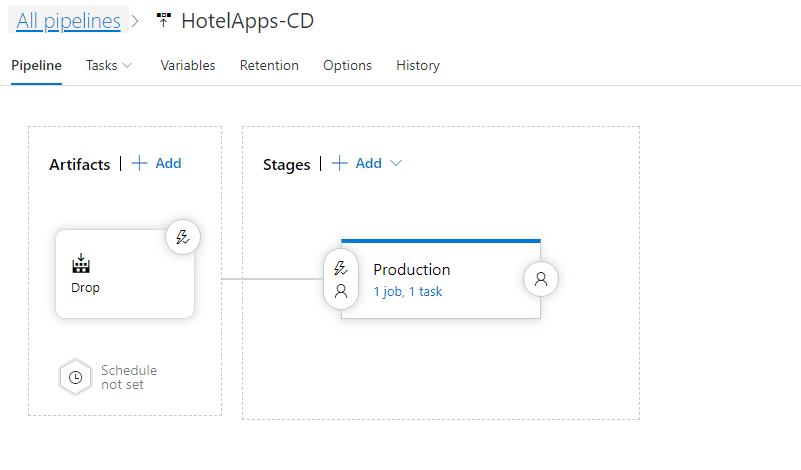 All pipelines > HotelApps-CD
Pipeline Tasks Variables Retention Options History
Artifacts | + Add
Stages | + Add
Drop
Production
1 job, 1 task
Schedule
not set